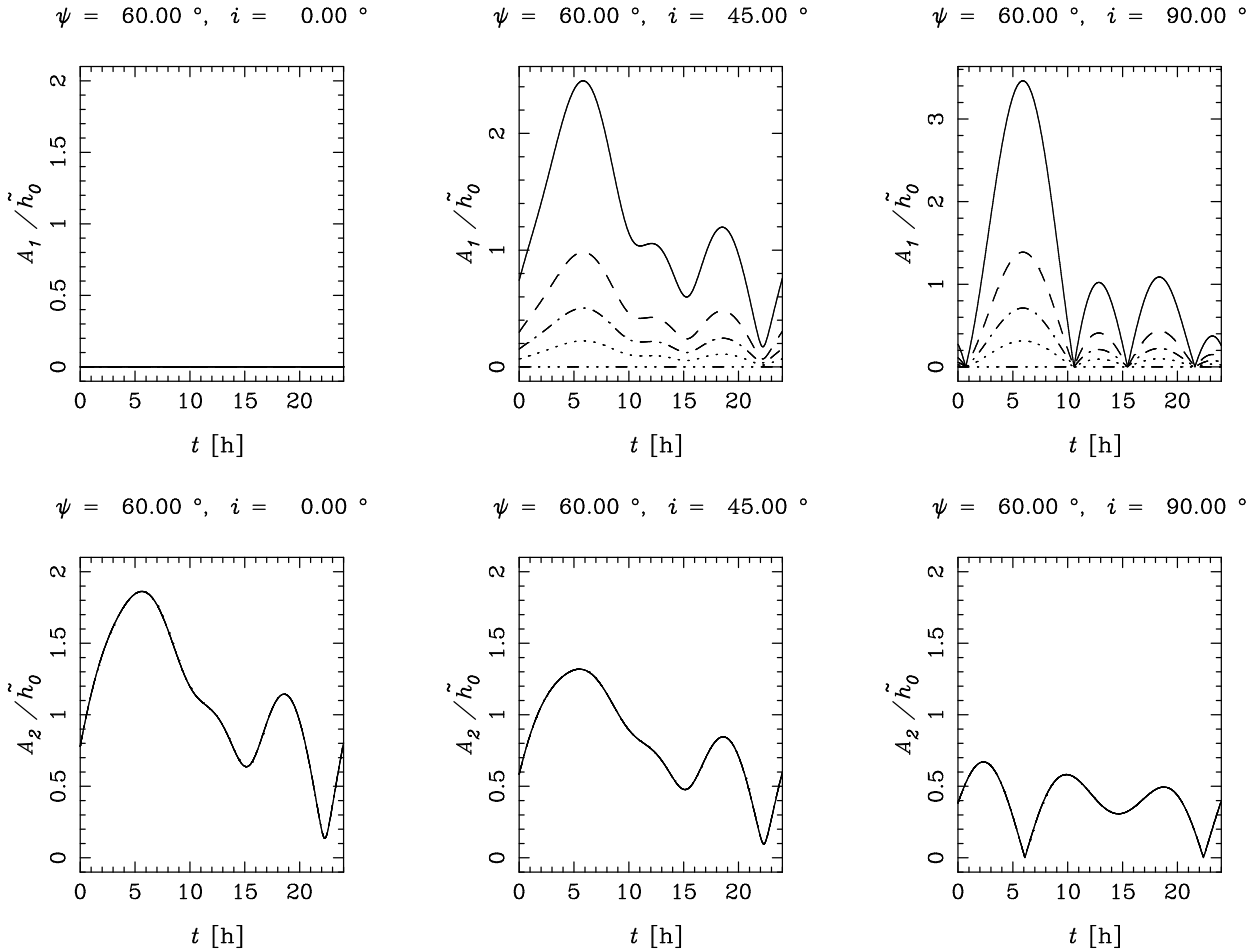 ψ = 60.00 °, i = 0.00 °
ψ = 60.00 °, i = 45.00 °
ψ = 60.00 °, i = 90.00 °
A₁ / h̃₀
2
1.5
1
0.5
0
0 5 10 15 20
t [h]
A₁ / h̃₀
2
1
0
0 5 10 15 20
t [h]
A₁ / h̃₀
3
2
1
0
0 5 10 15 20
t [h]
ψ = 60.00 °, i = 0.00 °
ψ = 60.00 °, i = 45.00 °
ψ = 60.00 °, i = 90.00 °
A₂ / h̃₀
2
1.5
1
0.5
0
0 5 10 15 20
t [h]
A₂ / h̃₀
2
1.5
1
0.5
0
0 5 10 15 20
t [h]
A₂ / h̃₀
2
1.5
1
0.5
0
0 5 10 15 20
t [h]